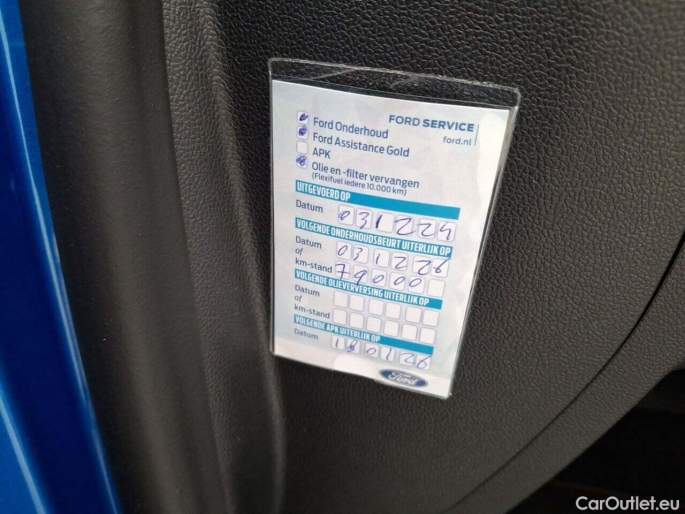 FORD SERVICE
ford.nl
Ford Onderhoud
Ford Assistance Gold
APK
Olie en -filter vervangen
(Flexifuel iedere 10.000 km)
UITGEVOERD OP
Datum 031224
VOLGENDE ONDERHOUDSBEURT UITERLIJK OP
Datum 031226
of
km-stand 79000
VOLGENDE OLIEVERVERSING UITERLIJK OP
Datum
of
km-stand
VOLGENDE APK UITERLIJK OP
Datum
Ford
CarOutlet.eu